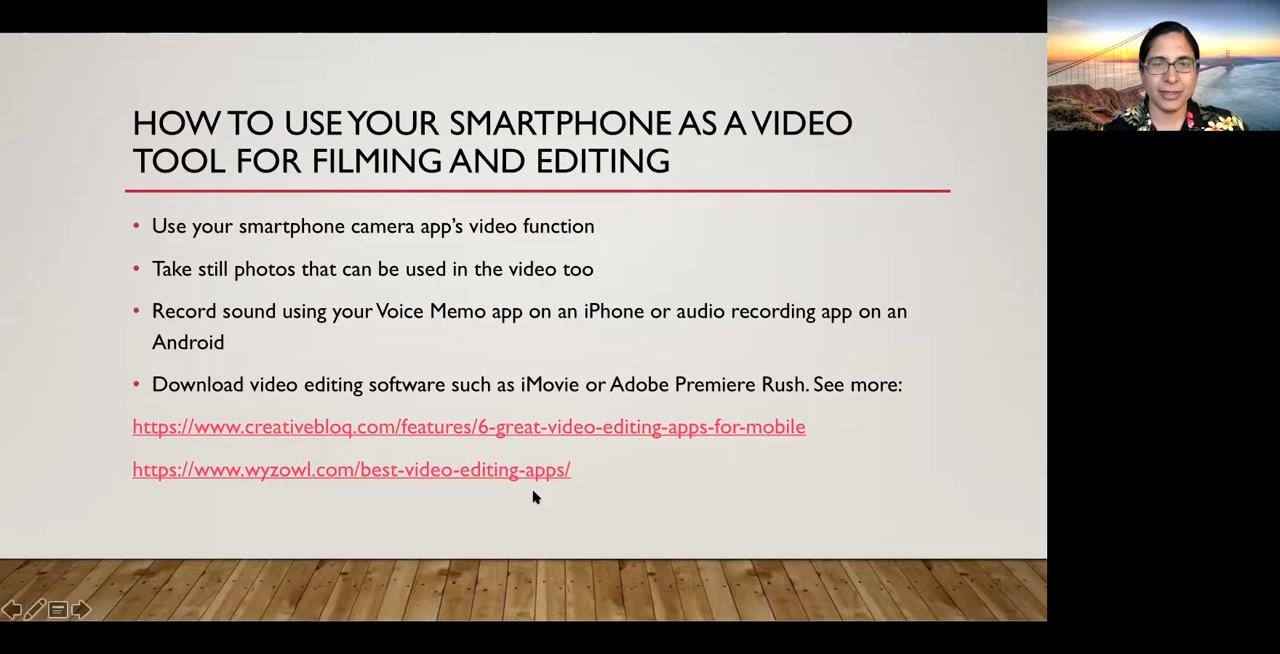 HOW TO USE YOUR SMARTPHONE AS A VIDEO
TOOL FOR FILMING AND EDITING
• Use your smartphone camera app's video function
• Take still photos that can be used in the video too
• Record sound using your Voice Memo app on an iPhone or audio recording app on an
Android
• Download video editing software such as iMovie or Adobe Premiere Rush. See more:
https://www.creativebloq.com/features/6-great-video-editing-apps-for-mobile
https://www.wyzowl.com/best-video-editing-apps/